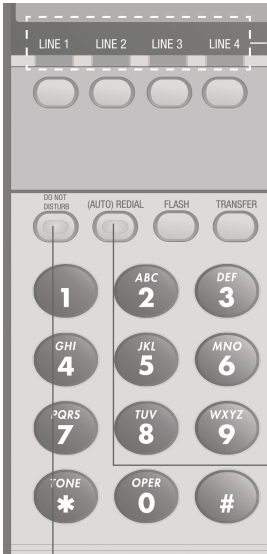 LINE 1 LINE 2 LINE 3 LINE 4
DO NOT
DISTURB
(AUTO) REDIAL FLASH TRANSFER
1
ABC
2
DEF
3
GHI
4
JKL
5
MNO
6
PQRS
7
TUV
8
WXYZ
9
TONE
*
OPER
0
#